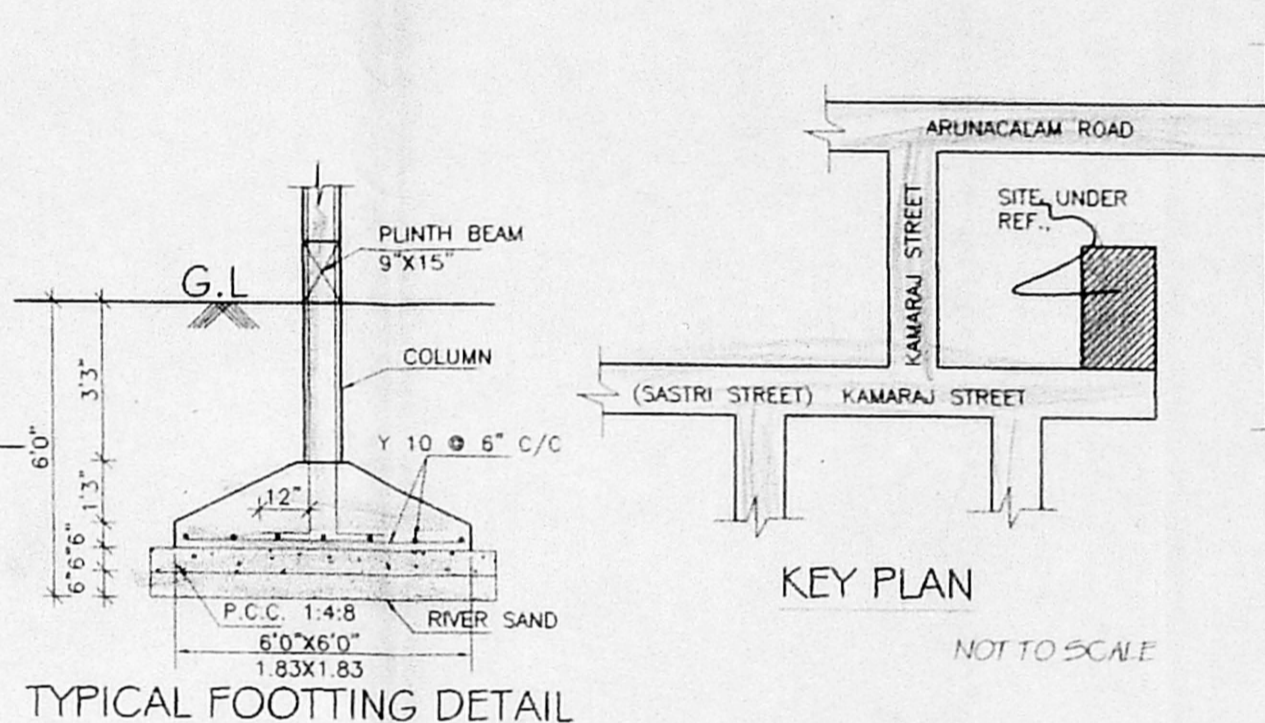 PLINTH BEAM
9"X15"
G.L
COLUMN
3'3"
6'0"
Y 10 @ 6" C/C
1'3"
12"
6"
6"
6"
P.C.C. 1:4:8
RIVER SAND
6'0"X6'0"
1.83X1.83
TYPICAL FOOTTING DETAIL
ARUNACALAM ROAD
KAMARAJ STREET
SITE UNDER
REF.,
(SASTRI STREET) KAMARAJ STREET
KEY PLAN
NOT TO SCALE